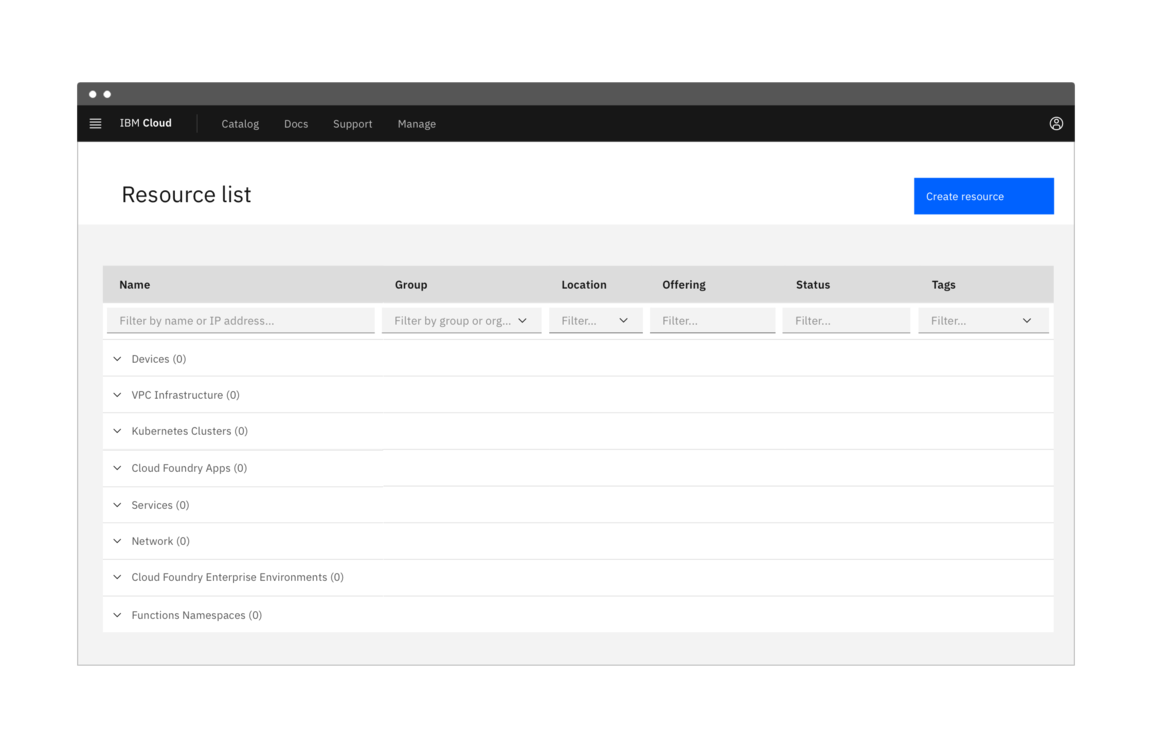 IBM Cloud Catalog Docs Support Manage
Resource list
Create resource
Name Group Location Offering Status Tags
Filter by name or IP address... Filter by group or org... Filter... Filter... Filter... Filter...
Devices (0)
VPC Infrastructure (0)
Kubernetes Clusters (0)
Cloud Foundry Apps (0)
Services (0)
Network (0)
Cloud Foundry Enterprise Environments (0)
Functions Namespaces (0)